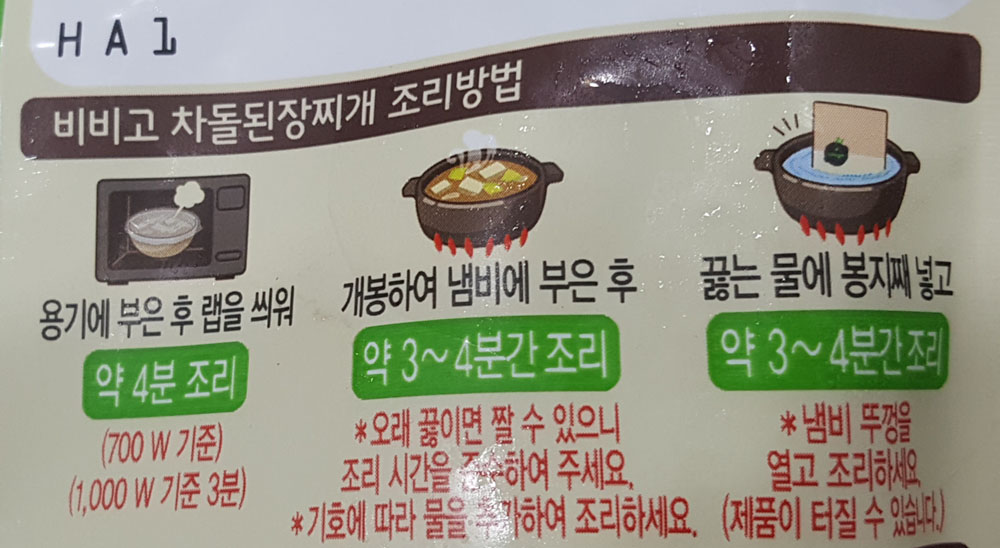 HA1
비비고 차돌된장찌개 조리방법
용기에 부은 후 랩을 씌워
약 4분 조리
(700 W 기준)
(1,000 W 기준 3분)
개봉하여 냄비에 부은 후
약 3~4분간 조리
*오래 끓이면 짤 수 있으니
조리 시간을 준수하여 주세요.
*기호에 따라 물을 추가하여 조리하세요.
끓는 물에 봉지째 넣고
약 3~4분간 조리
*냄비 뚜껑을
열고 조리하세요.
(제품이 터질 수 있습니다.)